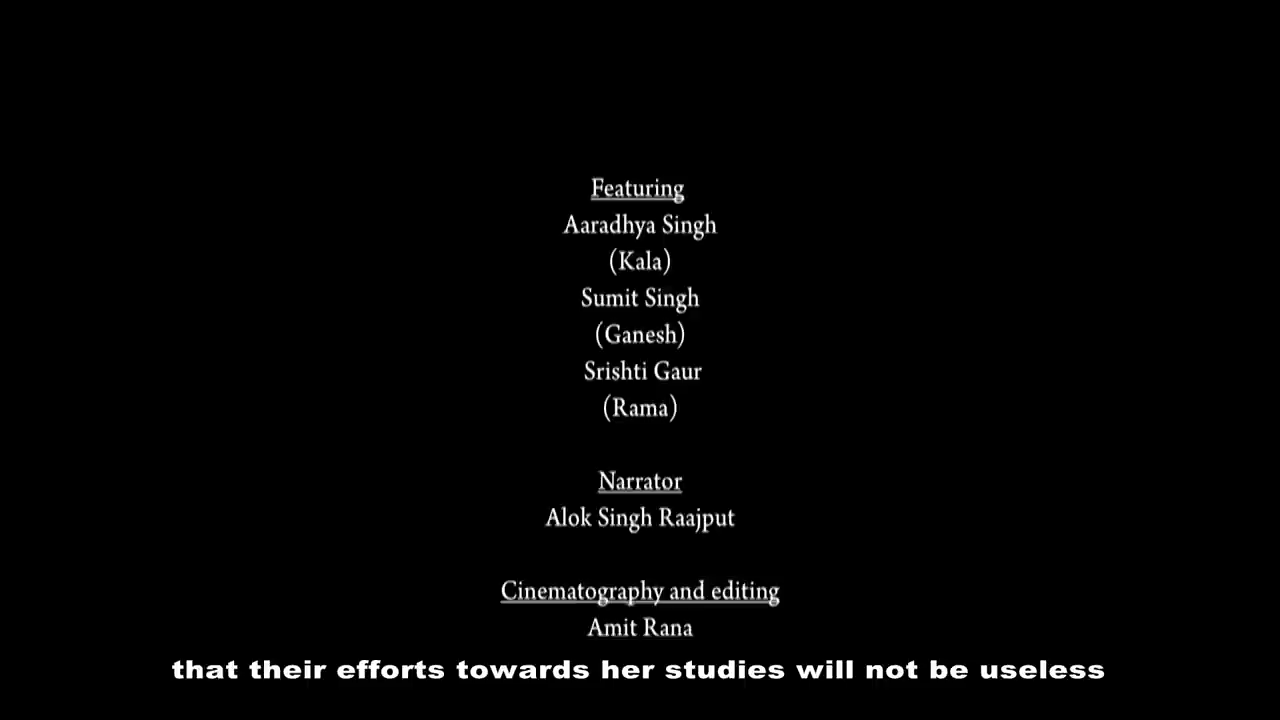 Featuring
Aaradhya Singh
(Kala)
Sumit Singh
(Ganesh)
Srishti Gaur
(Rama)
Narrator
Alok Singh Raajput
Cinematography and editing
Amit Rana
that their efforts towards her studies will not be useless